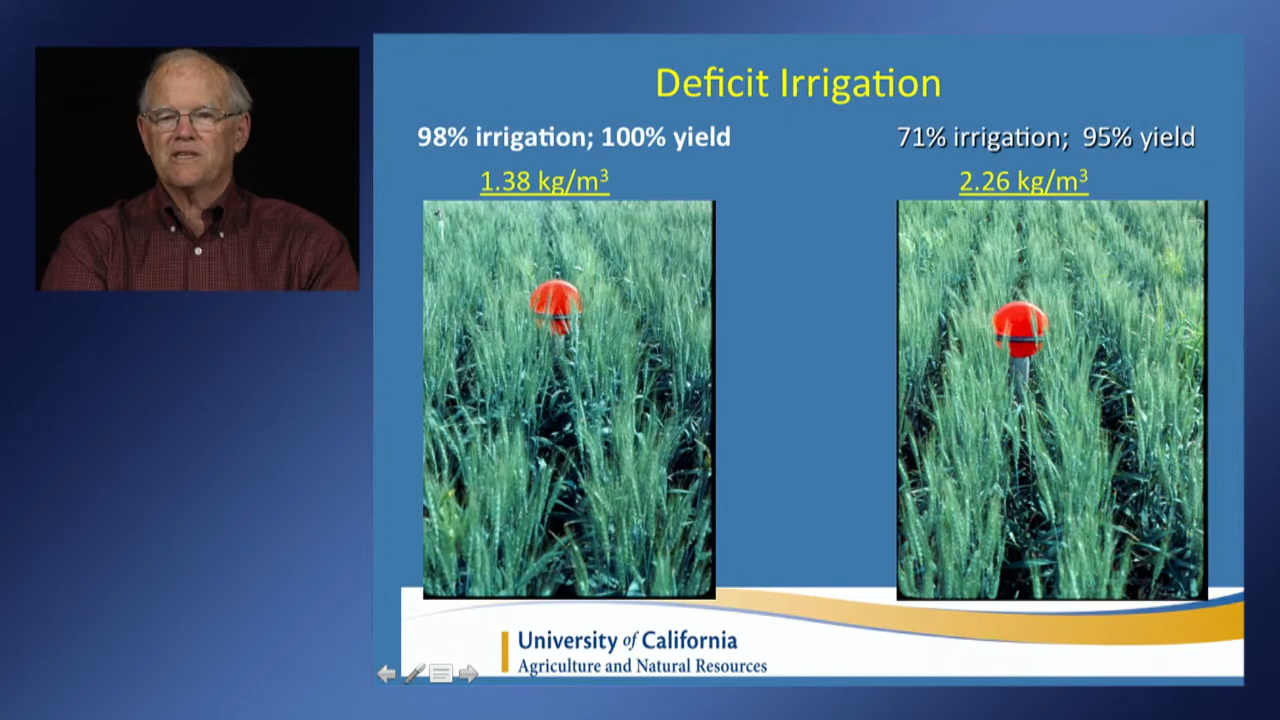 Deficit Irrigation
98% irrigation; 100% yield
1.38 kg/m³
71% irrigation; 95% yield
2.26 kg/m³
University of California
Agriculture and Natural Resources